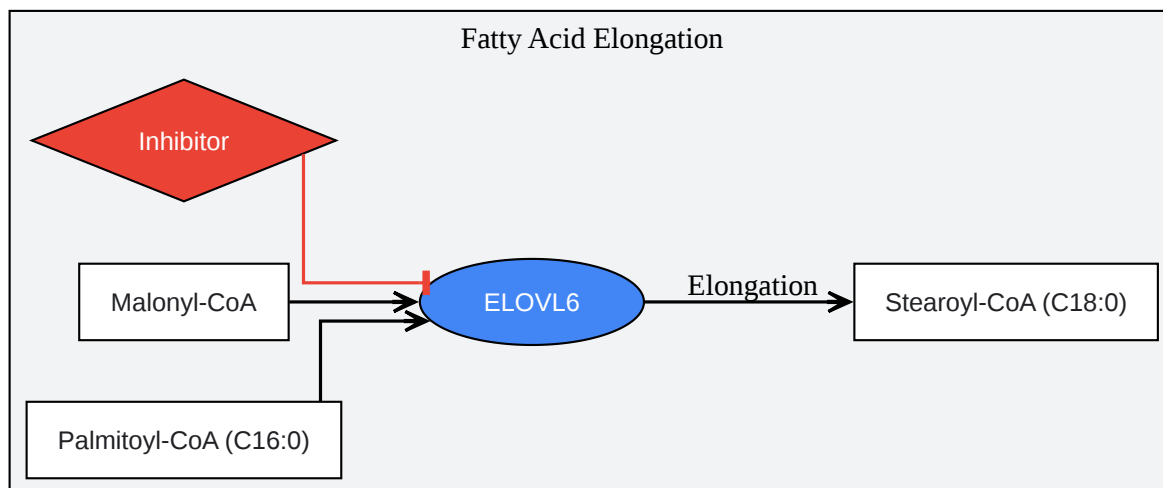 Fatty Acid Elongation
Inhibitor
Malonyl-CoA
ELOVL6
Elongation
Stearoyl-CoA (C18:0)
Palmitoyl-CoA (C16:0)